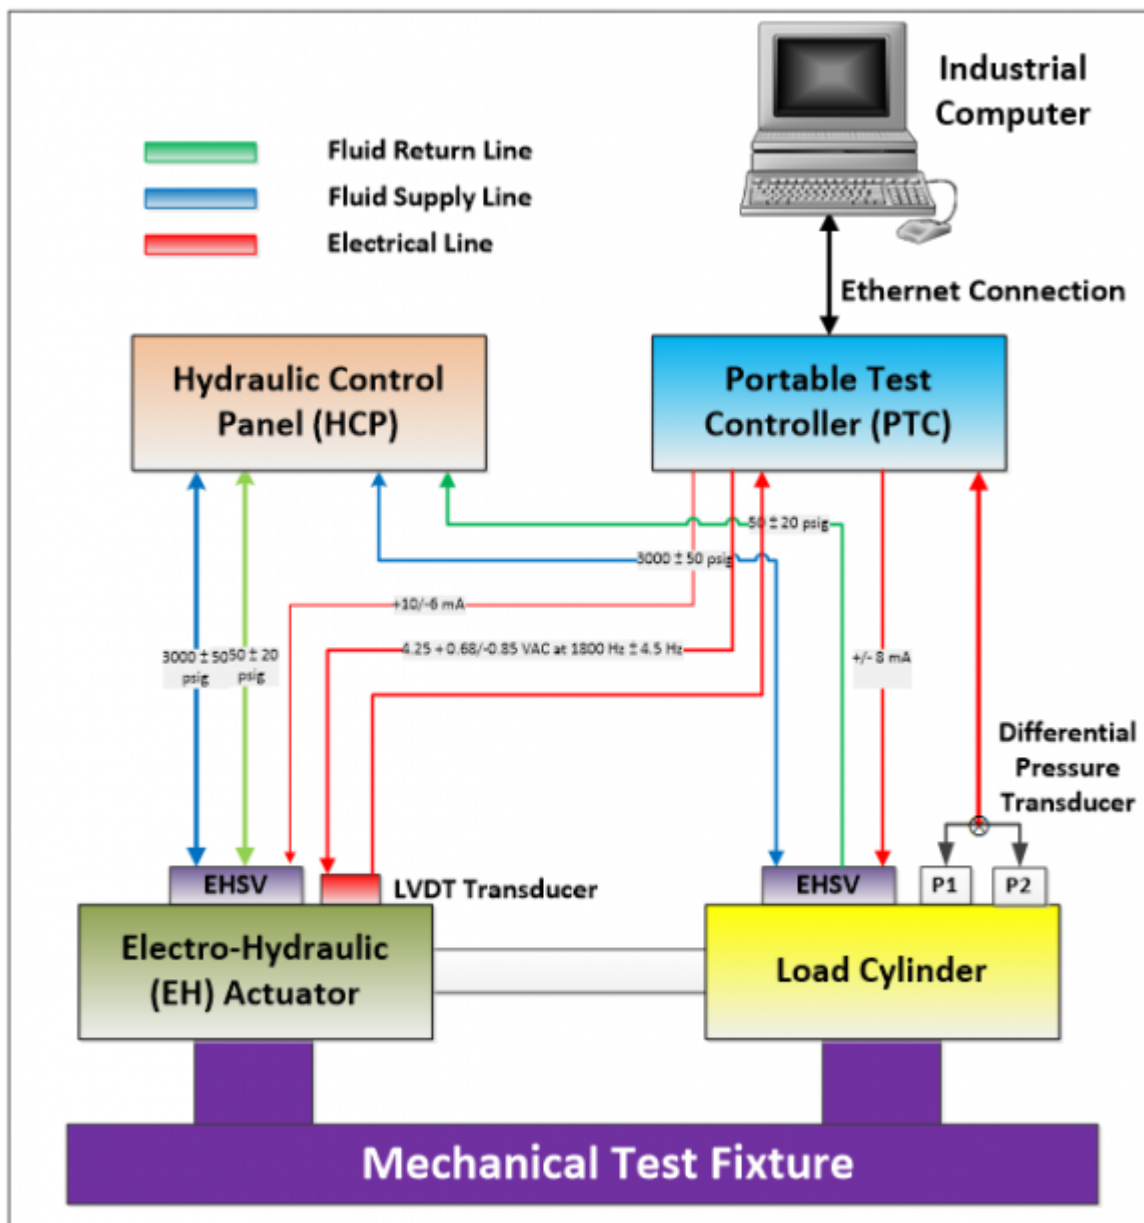 Industrial
Computer
Fluid Return Line
Fluid Supply Line
Electrical Line
Ethernet Connection
Hydraulic Control
Panel (HCP)
Portable Test
Controller (PTC)
50 ± 20 psig
3000 ± 50 psig
+10/-6 mA
4.25 + 0.68/-0.85 VAC at 1800 Hz ± 4.5 Hz
3000 ± 50
psig
50 ± 20
psig
+/- 8 mA
Differential
Pressure
Transducer
EHSV
LVDT Transducer
EHSV
P1
P2
Electro-Hydraulic
(EH) Actuator
Load Cylinder
Mechanical Test Fixture